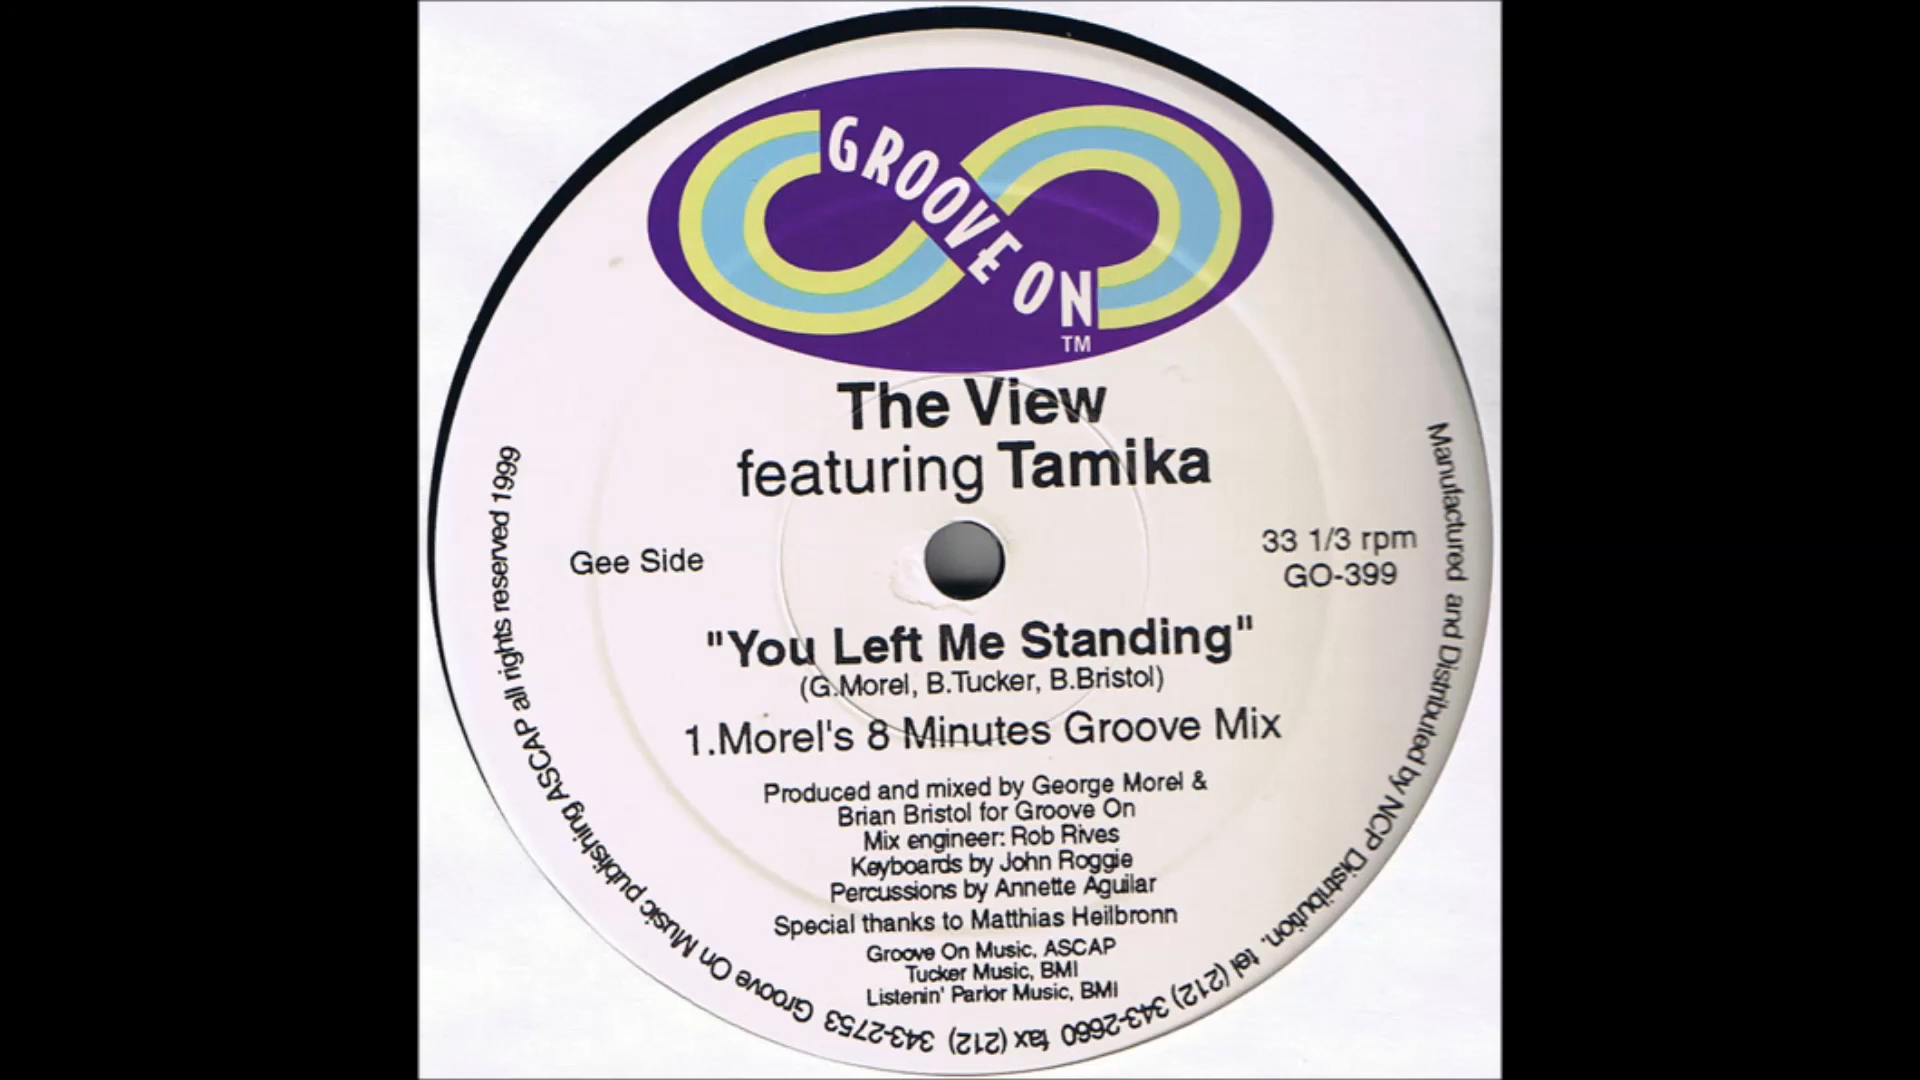 GROOVE ON
TM
The View
featuring Tamika
Gee Side
33 1/3 rpm
GO-399
"You Left Me Standing"
(G.Morel, B.Tucker, B.Bristol)
1.Morel's 8 Minutes Groove Mix
Produced and mixed by George Morel &
Brian Bristol for Groove On
Mix engineer: Rob Rives
Keyboards by John Roggie
Percussions by Annette Aguilar
Special thanks to Matthias Heilbronn
Groove On Music, ASCAP
Tucker Music, BMI
Listenin' Parlor Music, BMI
Manufactured and Distributed by NCP Distribution. tel (212) 343-2660 fax (212) 343-2753 Groove On Music publishing ASCAP all rights reserved 1999